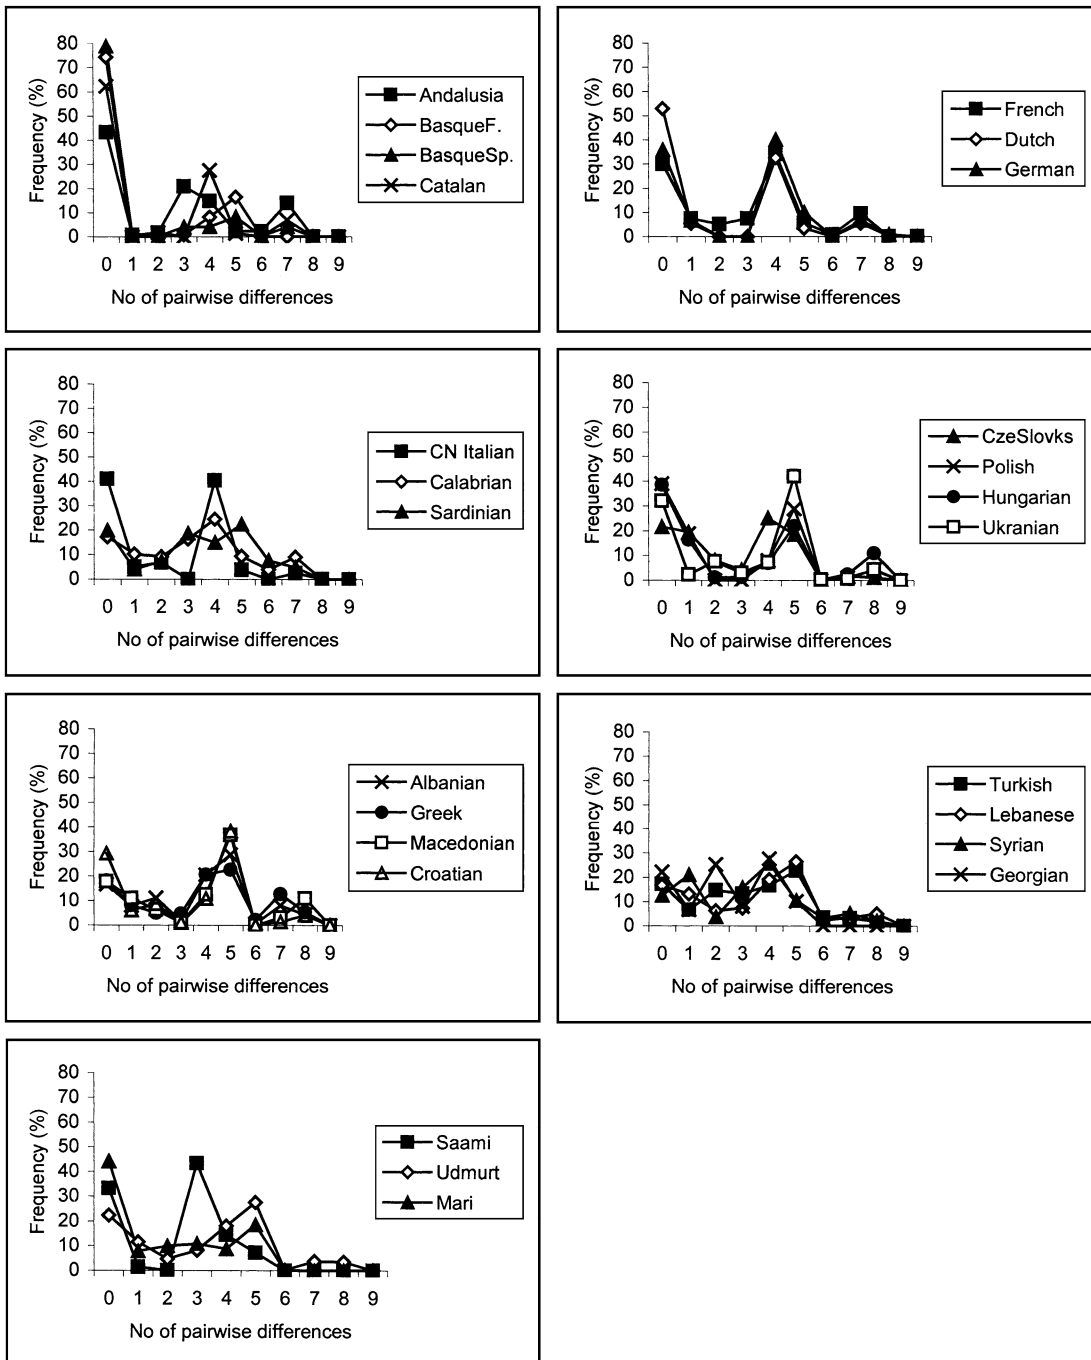 80
70
60
50
40
30
20
10
0
Frequency (%)
0 1 2 3 4 5 6 7 8 9
No of pairwise differences
Andalusia
BasqueF.
BasqueSp.
Catalan
80
70
60
50
40
30
20
10
0
Frequency (%)
0 1 2 3 4 5 6 7 8 9
No of pairwise differences
French
Dutch
German
80
70
60
50
40
30
20
10
0
Frequency (%)
0 1 2 3 4 5 6 7 8 9
No of pairwise differences
CN Italian
Calabrian
Sardinian
80
70
60
50
40
30
20
10
0
Frequency (%)
0 1 2 3 4 5 6 7 8 9
No of pairwise differences
CzeSlovks
Polish
Hungarian
Ukranian
80
70
60
50
40
30
20
10
0
Frequency (%)
0 1 2 3 4 5 6 7 8 9
No of pairwise differences
Albanian
Greek
Macedonian
Croatian
80
70
60
50
40
30
20
10
0
Frequency (%)
0 1 2 3 4 5 6 7 8 9
No of pairwise differences
Turkish
Lebanese
Syrian
Georgian
80
70
60
50
40
30
20
10
0
Frequency (%)
0 1 2 3 4 5 6 7 8 9
No of pairwise differences
Saami
Udmurt
Mari